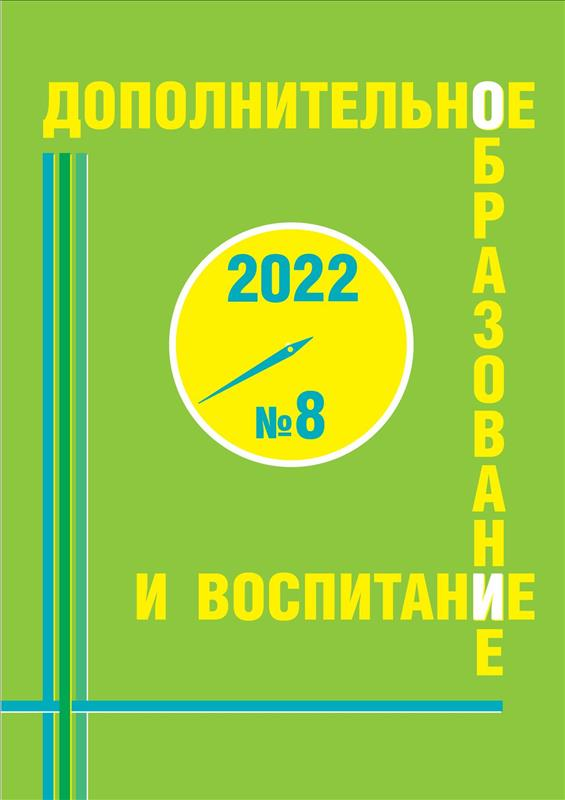 ДОПОЛНИТЕЛЬНОЕ
ОБРАЗОВАНИЕ
2022
№8
И ВОСПИТАНИЕ